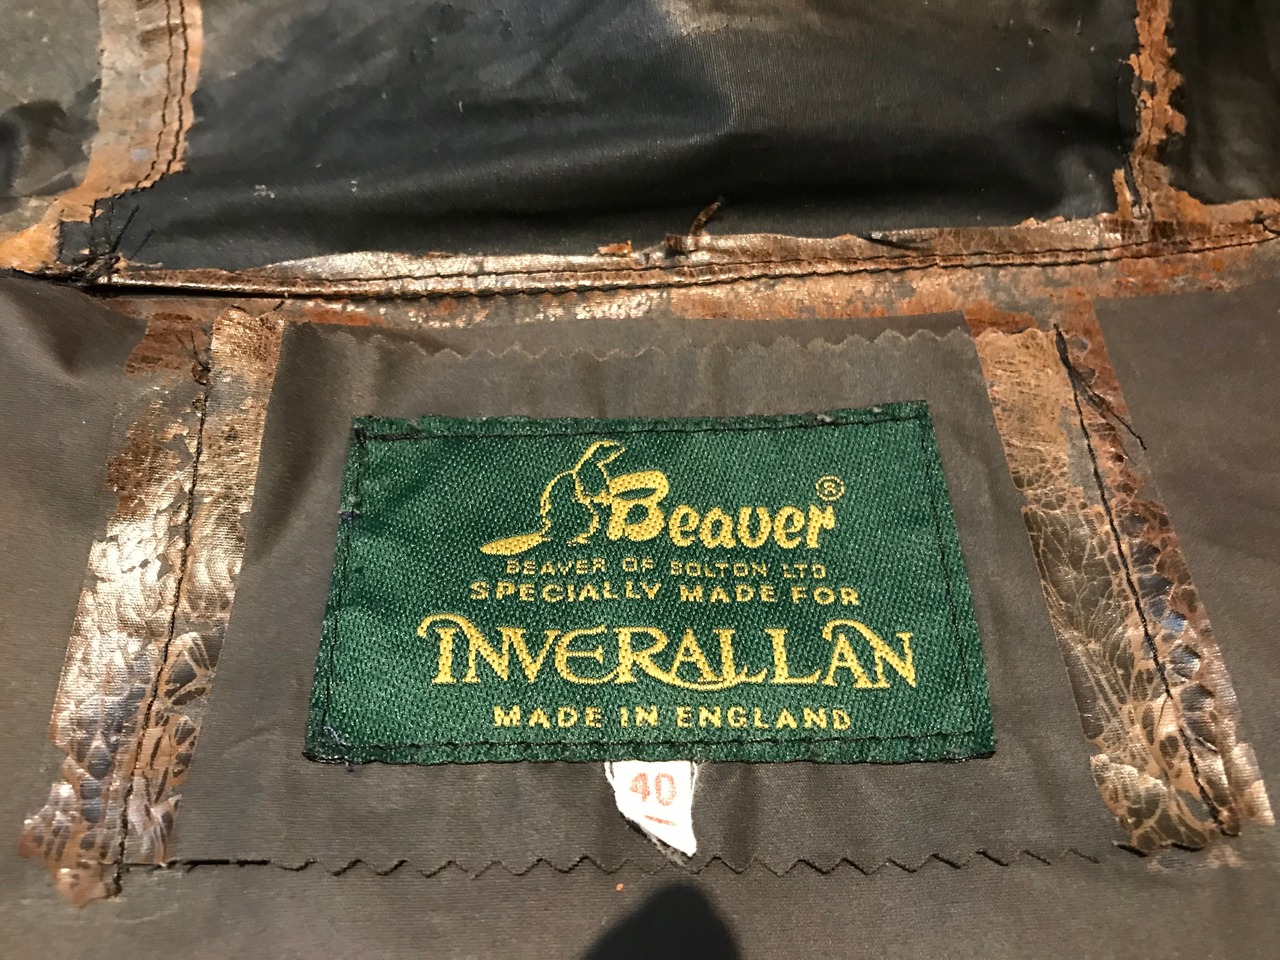 Beaver®
BEAVER OF BOLTON LTD
SPECIALLY MADE FOR
INVERALLAN
MADE IN ENGLAND
40